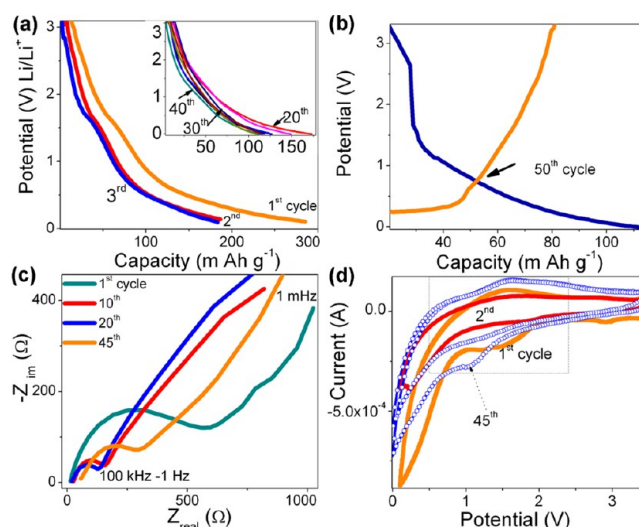 (a)
3
2
1
0
Potential (V) Li/Li⁺
0 100 200 300
Capacity (m Ah g⁻¹)
3rd
2nd
1st cycle
3
2
1
0
50 100 150
40th
30th
20th
(b)
3
2
1
0
Potential (V)
40 60 80 100
Capacity (m Ah g⁻¹)
50th cycle
(c)
400
200
0
-Zim (Ω)
1st cycle
10th
20th
45th
1 mHz
100 kHz -1 Hz
0 500 1000
Zreal (Ω)
(d)
0.0
-5.0x10⁻⁴
Current (A)
2nd
1st cycle
45th
0 1 2 3
Potential (V)